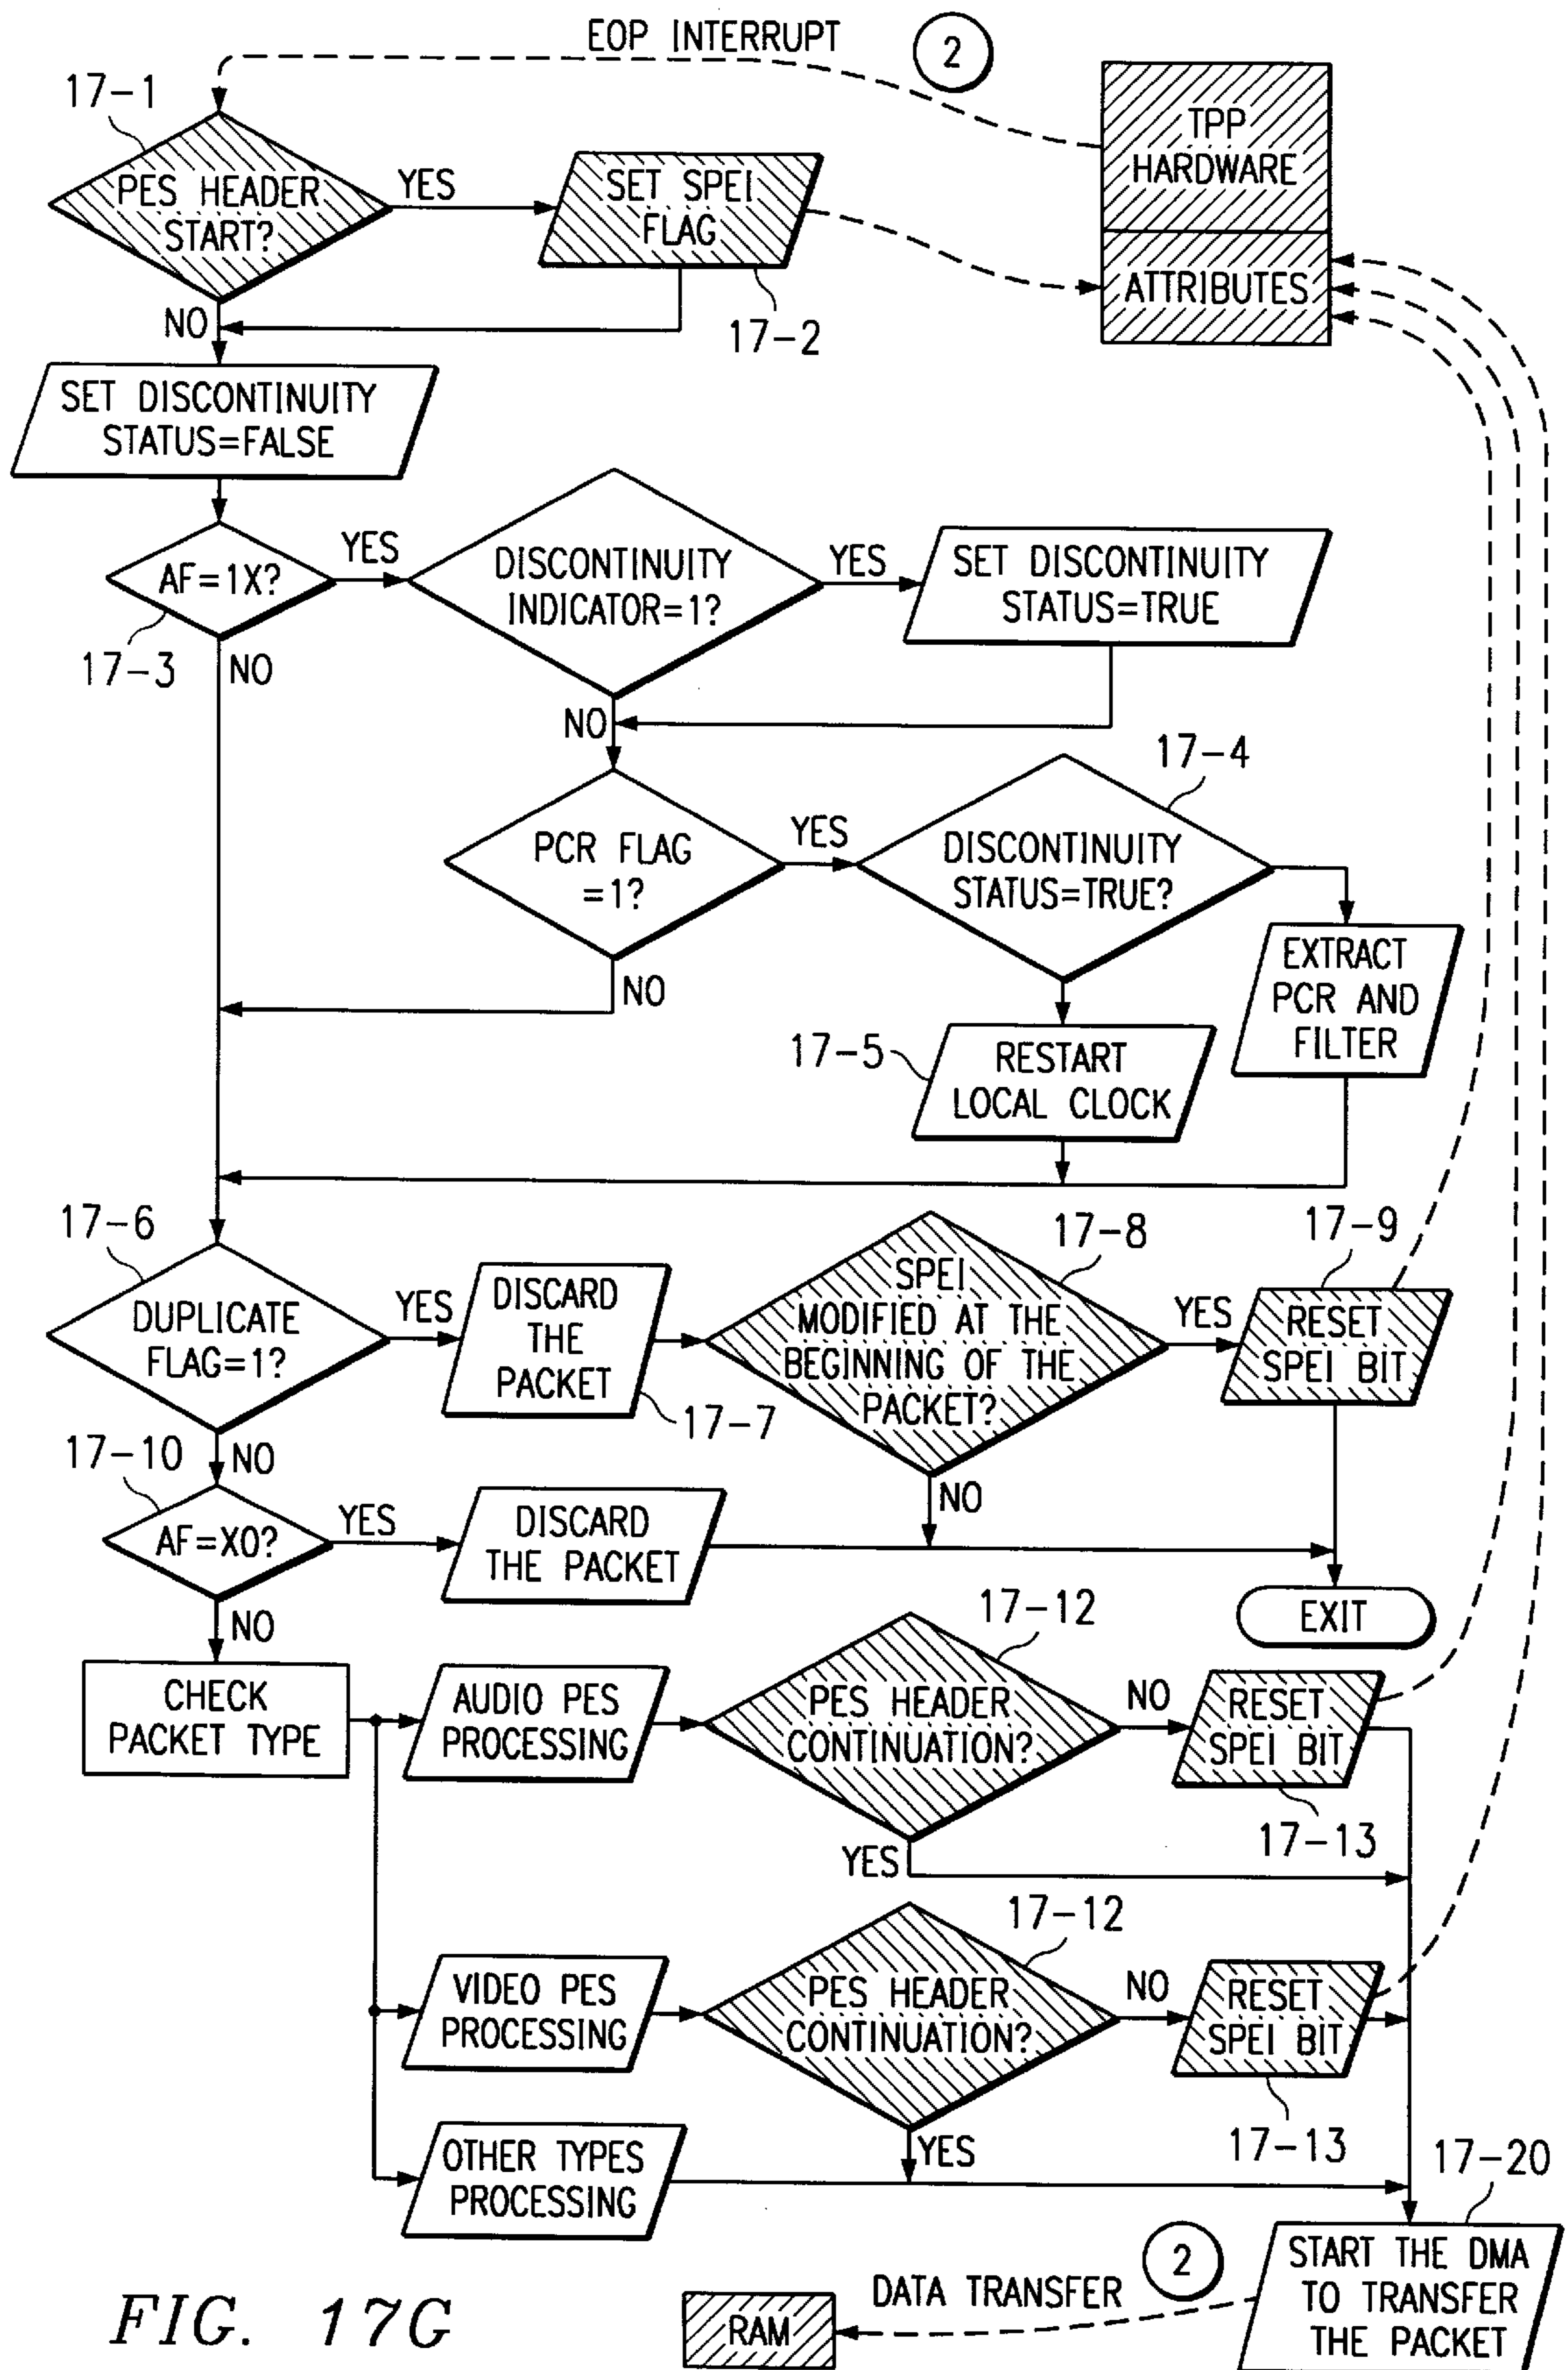 EOP INTERRUPT
2
17-1
TPP
HARDWARE
PES HEADER
START?
YES
SET SPEI
FLAG
ATTRIBUTES
NO
17-2
SET DISCONTINUITY
STATUS=FALSE
AF=1X?
YES
DISCONTINUITY
INDICATOR=1?
YES
SET DISCONTINUITY
STATUS=TRUE
17-3
NO
NO
17-4
PCR FLAG
=1?
YES
DISCONTINUITY
STATUS=TRUE?
NO
EXTRACT
PCR AND
FILTER
17-5
RESTART
LOCAL CLOCK
17-6
17-8
17-9
DUPLICATE
FLAG=1?
YES
DISCARD
THE
PACKET
SPEI
MODIFIED AT THE
BEGINNING OF THE
PACKET?
YES
RESET
SPEI BIT
17-7
17-10
NO
NO
AF=X0?
YES
DISCARD
THE PACKET
EXIT
NO
17-12
CHECK
PACKET TYPE
AUDIO PES
PROCESSING
PES HEADER
CONTINUATION?
NO
RESET
SPEI BIT
17-13
YES
17-12
VIDEO PES
PROCESSING
PES HEADER
CONTINUATION?
NO
RESET
SPEI BIT
17-13
YES
OTHER TYPES
PROCESSING
17-20
START THE DMA
TO TRANSFER
THE PACKET
2
DATA TRANSFER
RAM
FIG. 17G